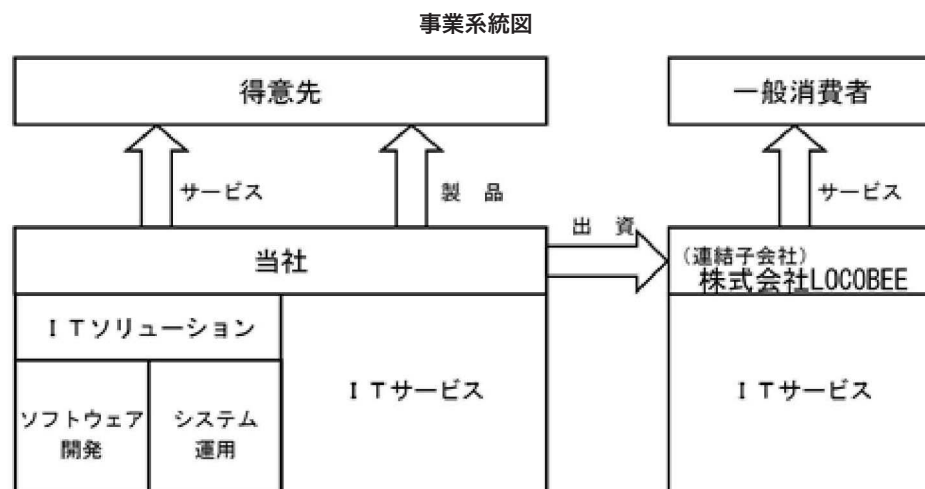 事業系統図
得意先
一般消費者
サービス
製 品
サービス
出 資
当社
(連結子会社)
株式会社LOCOBEE
ITソリューション
ITサービス
ITサービス
ソフトウェア
開発
システム
運用